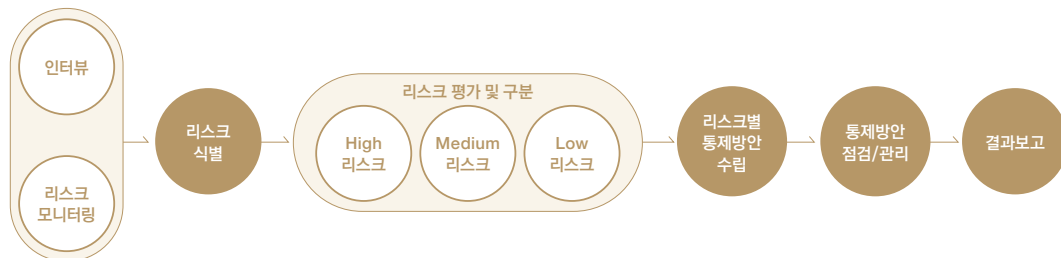 인터뷰
리스크
모니터링
리스크
식별
리스크 평가 및 구분
High
리스크
Medium
리스크
Low
리스크
리스크별
통제방안
수립
통제방안
점검/관리
결과보고